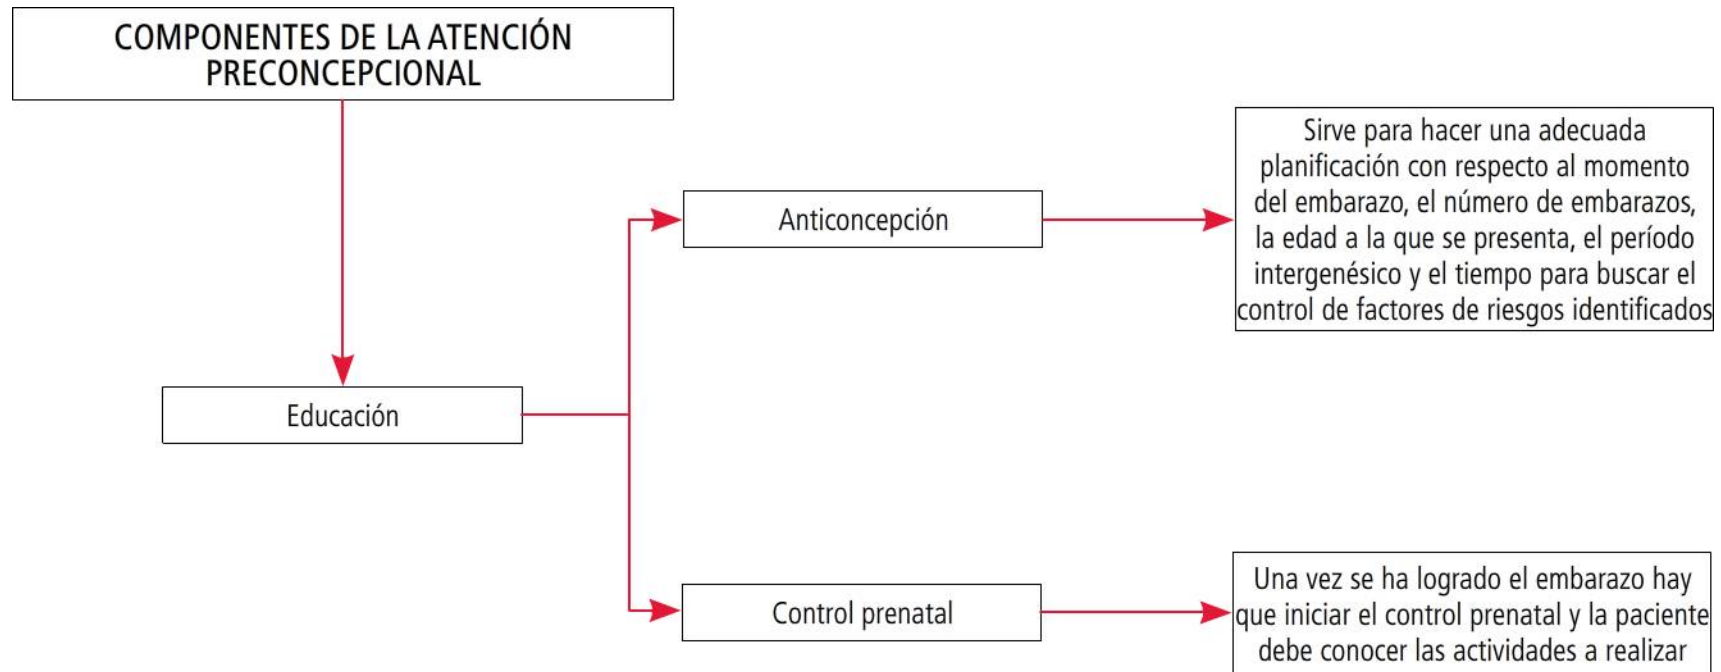 COMPONENTES DE LA ATENCIÓN
PRECONCEPCIONAL
Sirve para hacer una adecuada
planificación con respecto al momento
del embarazo, el número de embarazos,
la edad a la que se presenta, el período
intergenésico y el tiempo para buscar el
control de factores de riesgos identificados
Anticoncepción
Educación
Control prenatal
Una vez se ha logrado el embarazo hay
que iniciar el control prenatal y la paciente
debe conocer las actividades a realizar